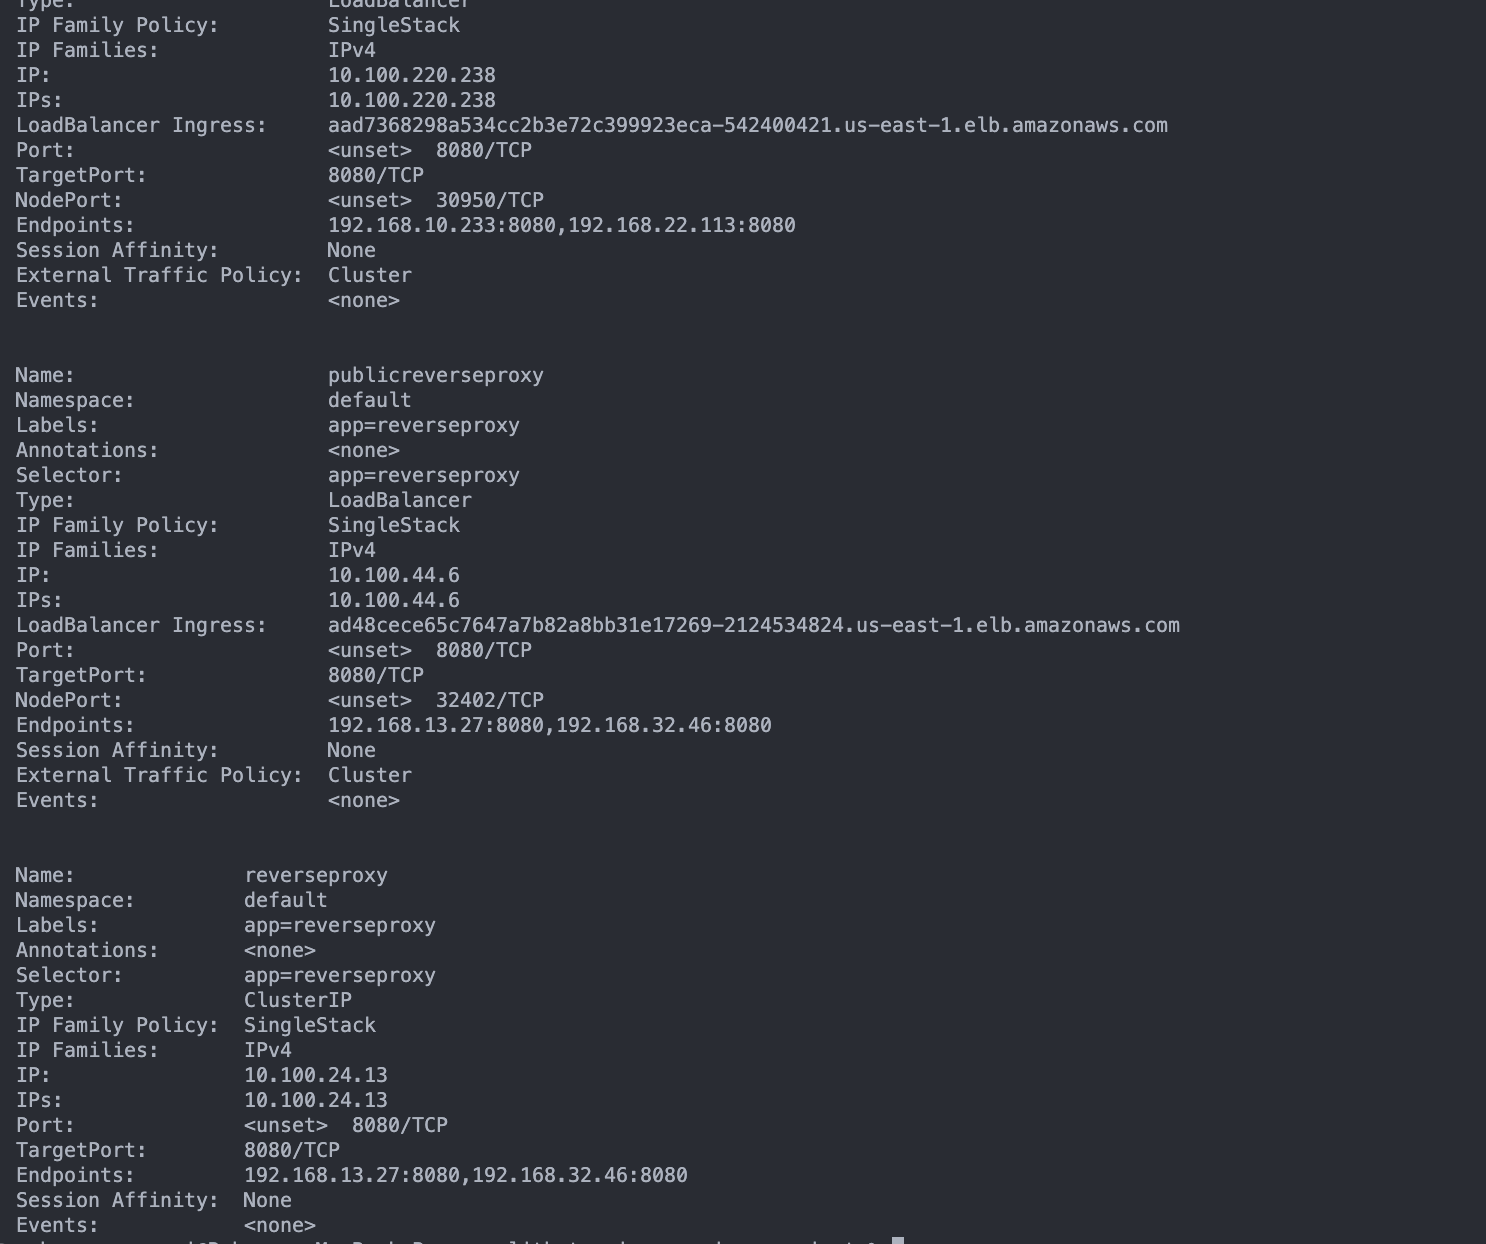 Type: LoadBalancer
IP Family Policy: SingleStack
IP Families: IPv4
IP: 10.100.220.238
IPs: 10.100.220.238
LoadBalancer Ingress: aad7368298a534cc2b3e72c399923eca-542400421.us-east-1.elb.amazonaws.com
Port: <unset> 8080/TCP
TargetPort: 8080/TCP
NodePort: <unset> 30950/TCP
Endpoints: 192.168.10.233:8080,192.168.22.113:8080
Session Affinity: None
External Traffic Policy: Cluster
Events: <none>
Name: publicreverseproxy
Namespace: default
Labels: app=reverseproxy
Annotations: <none>
Selector: app=reverseproxy
Type: LoadBalancer
IP Family Policy: SingleStack
IP Families: IPv4
IP: 10.100.44.6
IPs: 10.100.44.6
LoadBalancer Ingress: ad48cece65c7647a7b82a8bb31e17269-2124534824.us-east-1.elb.amazonaws.com
Port: <unset> 8080/TCP
TargetPort: 8080/TCP
NodePort: <unset> 32402/TCP
Endpoints: 192.168.13.27:8080,192.168.32.46:8080
Session Affinity: None
External Traffic Policy: Cluster
Events: <none>
Name: reverseproxy
Namespace: default
Labels: app=reverseproxy
Annotations: <none>
Selector: app=reverseproxy
Type: ClusterIP
IP Family Policy: SingleStack
IP Families: IPv4
IP: 10.100.24.13
IPs: 10.100.24.13
Port: <unset> 8080/TCP
TargetPort: 8080/TCP
Endpoints: 192.168.13.27:8080,192.168.32.46:8080
Session Affinity: None
Events: <none>